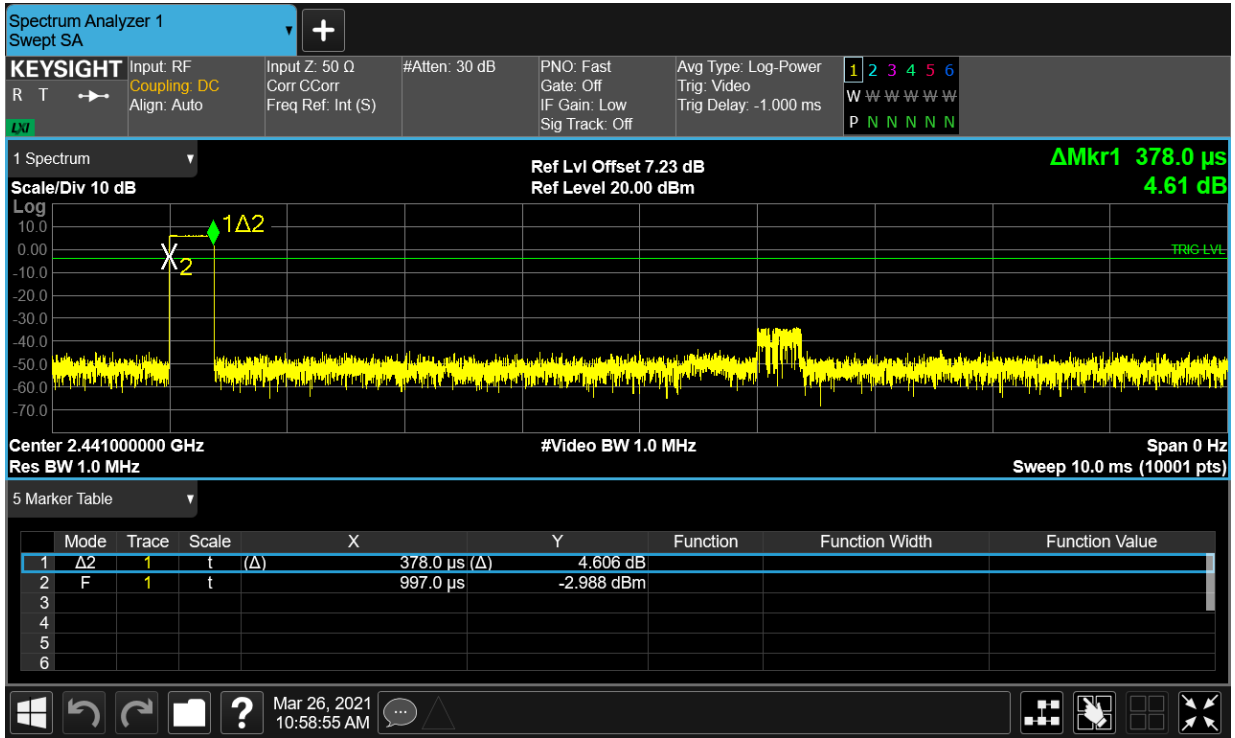 Spectrum Analyzer 1
Swept SA
KEYSIGHT
R T
LXI
Input: RF
Coupling: DC
Align: Auto
Input Z: 50 Ω
Corr CCorr
Freq Ref: Int (S)
#Atten: 30 dB
PNO: Fast
Gate: Off
IF Gain: Low
Sig Track: Off
Avg Type: Log-Power
Trig: Video
Trig Delay: -1.000 ms
1 2 3 4 5 6
W W W W W W
P N N N N N
1 Spectrum
Scale/Div 10 dB
Ref Lvl Offset 7.23 dB
Ref Level 20.00 dBm
ΔMkr1 378.0 µs
4.61 dB
Log
10.0
0.00
-10.0
-20.0
-30.0
-40.0
-50.0
-60.0
-70.0
1Δ2
2
TRIG LVL
Center 2.441000000 GHz
Res BW 1.0 MHz
#Video BW 1.0 MHz
Span 0 Hz
Sweep 10.0 ms (10001 pts)
5 Marker Table
Mode Trace Scale X Y Function Function Width Function Value
1 Δ2 1 t (Δ) 378.0 µs (Δ) 4.606 dB
2 F 1 t 997.0 µs -2.988 dBm
3
4
5
6
?
Mar 26, 2021
10:58:55 AM